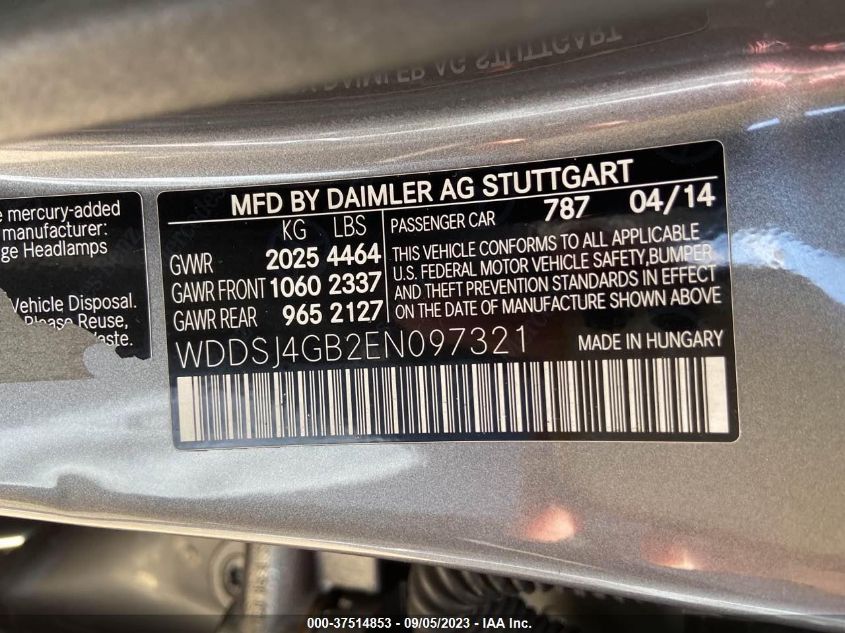 DAIMLER AG STUTTGART
MFD BY DAIMLER AG STUTTGART
KG LBS PASSENGER CAR 787 04/14
GVWR 2025 4464
GAWR FRONT 1060 2337
GAWR REAR 965 2127
THIS VEHICLE CONFORMS TO ALL APPLICABLE
U.S. FEDERAL MOTOR VEHICLE SAFETY,BUMPER
AND THEFT PREVENTION STANDARDS IN EFFECT
ON THE DATE OF MANUFACTURE SHOWN ABOVE
WDDSJ4GB2EN097321 MADE IN HUNGARY
mercury-added
manufacturer:
Headlamps
Vehicle Disposal.
Please Reuse,
000-37514853 - 09/05/2023 - IAA Inc.